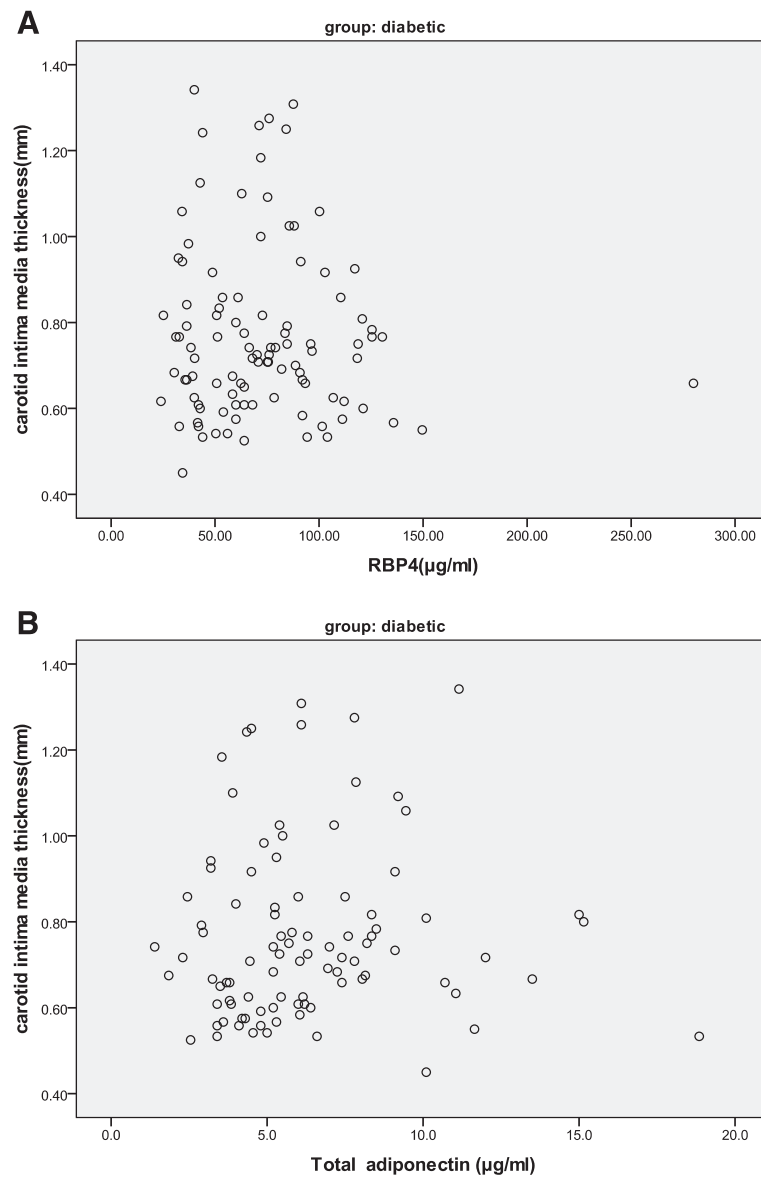 A
group: diabetic
carotid intima media thickness(mm)
1.40
1.20
1.00
0.80
0.60
0.40
0.00 50.00 100.00 150.00 200.00 250.00 300.00
RBP4(µg/ml)
B
group: diabetic
carotid intima media thickness(mm)
1.40
1.20
1.00
0.80
0.60
0.40
0.0 5.0 10.0 15.0 20.0
Total adiponectin (µg/ml)